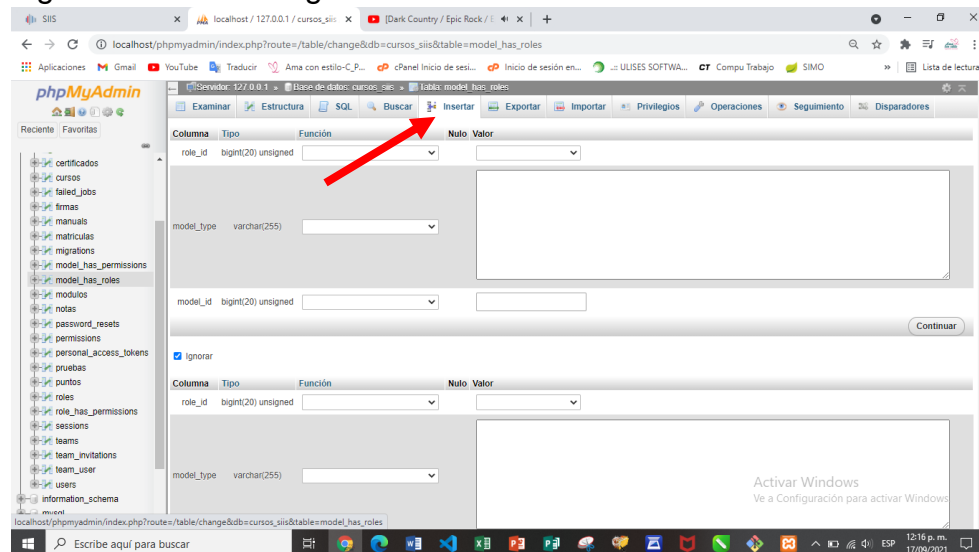 SIIS
localhost / 127.0.0.1 / cursos_siis
(Dark Country / Epic Rock / E
localhost/phpmyadmin/index.php?route=/table/change&db=cursos_siis&table=model_has_roles
Aplicaciones Gmail YouTube Traducir Ama con estilo-C_P... cPanel Inicio de sesi... Inicio de sesión en... ..:: ULISES SOFTWA... CT Compu Trabajo SIMO » Lista de lectura
phpMyAdmin
Servidor: 127.0.0.1 » Base de datos: cursos_siis » Tabla: model_has_roles
Examinar Estructura SQL Buscar Insertar Exportar Importar Privilegios Operaciones Seguimiento Disparadores
Reciente Favoritas
certificados
cursos
failed_jobs
firmas
manuals
matriculas
migrations
model_has_permissions
model_has_roles
modulos
notas
password_resets
permissions
personal_access_tokens
pruebas
puntos
roles
role_has_permissions
sessions
teams
team_invitations
team_user
users
information_schema
mysql
Columna Tipo Función Nulo Valor
role_id bigint(20) unsigned
model_type varchar(255)
model_id bigint(20) unsigned
Continuar
Ignorar
Columna Tipo Función Nulo Valor
role_id bigint(20) unsigned
model_type varchar(255)
Activar Windows
Ve a Configuración para activar Windows
localhost/phpmyadmin/index.php?route=/table/change&db=cursos_siis&table=model_has_roles
Escribe aquí para buscar
ESP
12:16 p. m.
17/09/2021